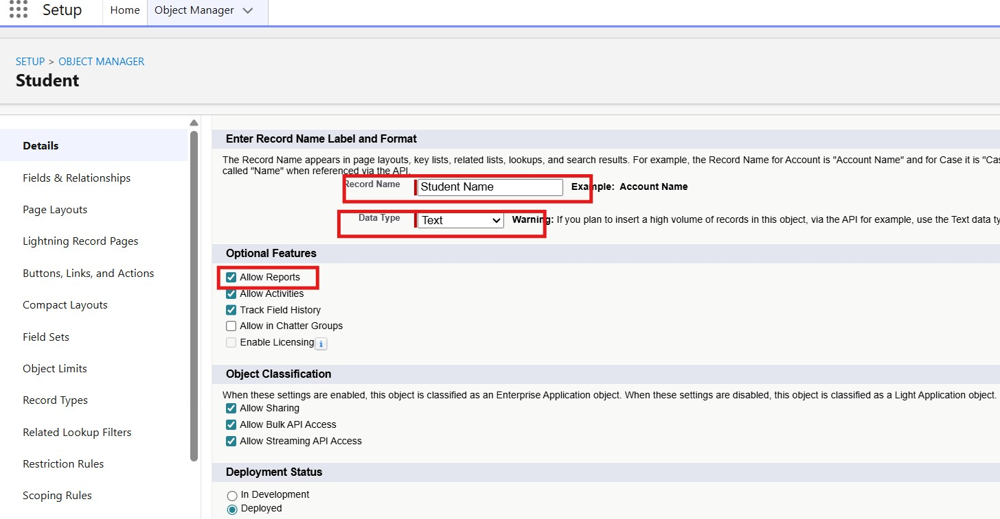 Setup Home Object Manager
SETUP > OBJECT MANAGER
Student
Details
Fields & Relationships
Page Layouts
Lightning Record Pages
Buttons, Links, and Actions
Compact Layouts
Field Sets
Object Limits
Record Types
Related Lookup Filters
Restriction Rules
Scoping Rules
Enter Record Name Label and Format
The Record Name appears in page layouts, key lists, related lists, lookups, and search results. For example, the Record Name for Account is "Account Name" and for Case it is "Cas
called "Name" when referenced via the API.
Record Name Student Name Example: Account Name
Data Type Text Warning: If you plan to insert a high volume of records in this object, via the API for example, use the Text data ty
Optional Features
Allow Reports
Allow Activities
Track Field History
Allow in Chatter Groups
Enable Licensing i
Object Classification
When these settings are enabled, this object is classified as an Enterprise Application object. When these settings are disabled, this object is classified as a Light Application object.
Allow Sharing
Allow Bulk API Access
Allow Streaming API Access
Deployment Status
In Development
Deployed